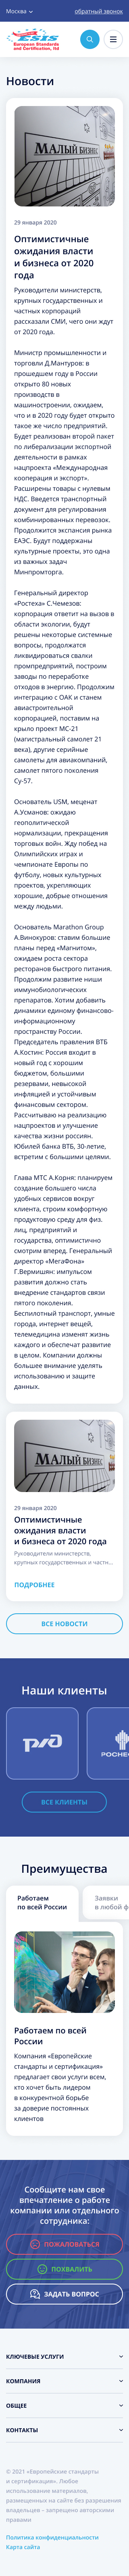 Москва
обратный звонок
ESIS
European Standards
and Certification, ltd
Новости
МАЛЫЙ БИЗНЕС
29 января 2020
Оптимистичные
ожидания власти
и бизнеса от 2020
года
Руководители министерств,
крупных государственных и
частных корпораций
рассказали СМИ, чего они ждут
от 2020 года.
Министр промышленности и
торговли Д.Мантуров: в
прошедшем году в России
открыто 80 новых
производств в
машиностроении, ожидаем,
что и в 2020 году будет открыто
такое же число предприятий.
Будет реализован второй пакет
по либерализации экспортной
деятельности в рамках
нацпроекта «Международная
кооперация и экспорт».
Расширены товары с нулевым
НДС. Введется транспортный
документ для регулирования
комбинированных перевозок.
Продолжится экспансия рынка
ЕАЭС. Будут поддержаны
культурные проекты, это одна
из важных задач
Минпромторга.
Генеральный директор
«Ростеха» С.Чемезов:
корпорация ответит на вызов в
области экологии, будут
решены некоторые системные
вопросы, продолжатся
ликвидироваться свалки
промпредприятий, построим
заводы по переработке
отходов в энергию. Продолжим
интеграцию с ОАК и станем
авиастроительной
корпорацией, поставим на
крыло проект МС-21
(магистральный самолет 21
века), другие серийные
самолеты для авиакомпаний,
самолет пятого поколения
Су-57.
Основатель USM, меценат
А.Усманов: ожидаю
геополитической
нормализации, прекращения
торговых войн. Жду побед на
Олимпийских играх и
чемпионате Европы по
футболу, новых культурных
проектов, укрепляющих
хорошие, добрые отношения
между людьми.
Основатель Marathon Group
А.Винокуров: ставим большие
планы перед «Магнитом»,
ожидаем роста сектора
ресторанов быстрого питания.
Продолжим развитие ниши
иммунобиологических
препаратов. Хотим добавить
динамики единому финансово-
информационному
пространству России.
Председатель правления ВТБ
А.Костин: Россия входит в
новый год с хорошим
бюджетом, большими
резервами, невысокой
инфляцией и устойчивым
финансовым сектором.
Рассчитываю на реализацию
нацпроектов и улучшение
качества жизни россиян.
Юбилей банка ВТБ, 30-летие,
встретим с большими целями.
Глава МТС А.Корня: планируем
создание большего числа
удобных сервисов вокруг
клиента, строим комфортную
продуктовую среду для физ.
лиц, предприятий и
государства, оптимистично
смотрим вперед. Генеральный
директор «МегаФона»
Г.Вермишян: импульсом
развития должно стать
внедрение стандартов связи
пятого поколения.
Беспилотный транспорт, умные
города, интернет вещей,
телемедицина изменят жизнь
каждого и обеспечат развитие
в целом. Компании должны
большее внимание уделять
использованию и защите
данных.
МАЛЫЙ БИЗНЕС
29 января 2020
Оптимистичные
ожидания власти
и бизнеса от 2020 года
Руководители министерств,
крупных государственных и частн...
ПОДРОБНЕЕ
ВСЕ НОВОСТИ
Наши клиенты
РЖД
РОСНЕ
ВСЕ КЛИЕНТЫ
Преимущества
Работаем
по всей России
Заявки
в любой ф
Работаем по всей
России
Компания «Европейские
стандарты и сертификация»
предлагает свои услуги всем,
кто хочет быть лидером
в конкурентной борьбе
за доверие постоянных
клиентов
Сообщите нам свое
впечатление о работе
компании или отдельного
сотрудника:
ПОЖАЛОВАТЬСЯ
ПОХВАЛИТЬ
ЗАДАТЬ ВОПРОС
КЛЮЧЕВЫЕ УСЛУГИ
КОМПАНИЯ
ОБЩЕЕ
КОНТАКТЫ
© 2021 «Европейские стандарты
и сертификация». Любое
использование материалов,
размещенных на сайте без разрешения
владельцев – запрещено авторскими
правами
Политика конфиденциальности
Карта сайта